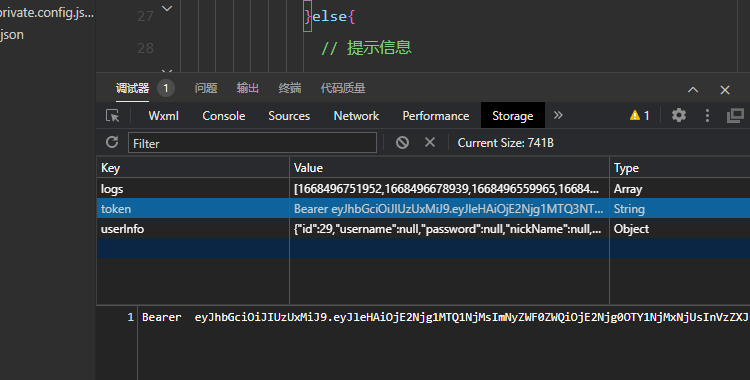 private.config.js...
json
27
}else{
28
// 提示信息
调试器 1 问题 输出 终端 代码质量
Wxml Console Sources Network Performance Storage » 1
Filter Current Size: 741B
Key Value Type
logs [1668496751952,1668496678939,1668496559965,16684... Array
token Bearer eyJhbGciOiJIUzUxMiJ9.eyJleHAiOjE2Njg1MTQ3NT... String
userInfo {"id":29,"username":null,"password":null,"nickName":null,... Object
1 Bearer eyJhbGciOiJIUzUxMiJ9.eyJleHAiOjE2Njg1MTQ1NjMsImNyZWF0ZWQiOjE2Njg0OTY1NjMxNjUsInVzZXJ